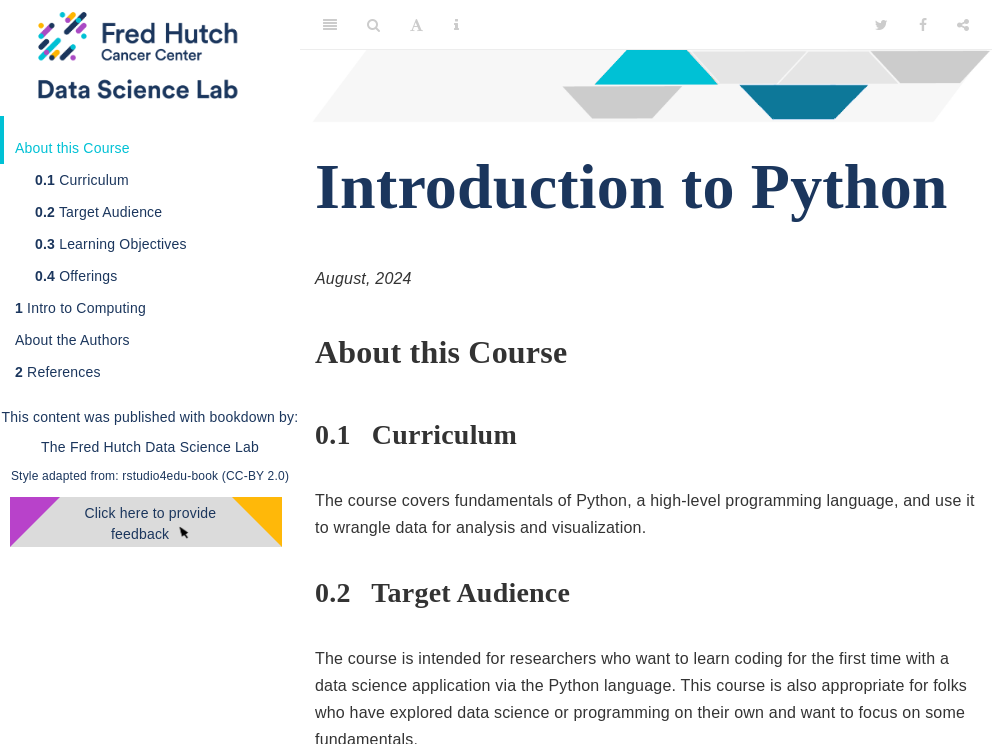 Fred Hutch
Cancer Center
Data Science Lab
About this Course
0.1 Curriculum
0.2 Target Audience
0.3 Learning Objectives
0.4 Offerings
1 Intro to Computing
About the Authors
2 References
This content was published with bookdown by:
The Fred Hutch Data Science Lab
Style adapted from: rstudio4edu-book (CC-BY 2.0)
Click here to provide
feedback
Introduction to Python
August, 2024
About this Course
0.1 Curriculum
The course covers fundamentals of Python, a high-level programming language, and use it
to wrangle data for analysis and visualization.
0.2 Target Audience
The course is intended for researchers who want to learn coding for the first time with a
data science application via the Python language. This course is also appropriate for folks
who have explored data science or programming on their own and want to focus on some
fundamentals.